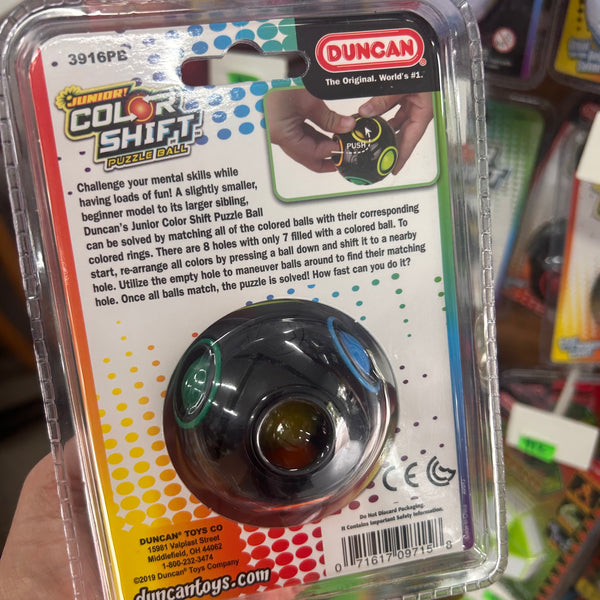 3916PB
DUNCAN®
The Original. World's #1.
JUNIOR!
COLOR
SHIFT
PUZZLE BALL
PUSH
Challenge your mental skills while
having loads of fun! A slightly smaller,
beginner model to its larger sibling,
Duncan's Junior Color Shift Puzzle Ball
can be solved by matching all of the colored balls with their corresponding
colored rings. There are 8 holes with only 7 filled with a colored ball. To
start, re-arrange all colors by pressing a ball down and shift it to a nearby
hole. Utilize the empty hole to maneuver balls around to find their matching
hole. Once all balls match, the puzzle is solved! How fast can you do it?
CE
DUNCAN® TOYS CO
15981 Valplast Street
Middlefield, OH 44062
1-800-232-3474
©2019 Duncan® Toys Company
duncantoys.com
Do Not Discard Packaging.
It Contains Important Safety Information.
0 71617 09715 8